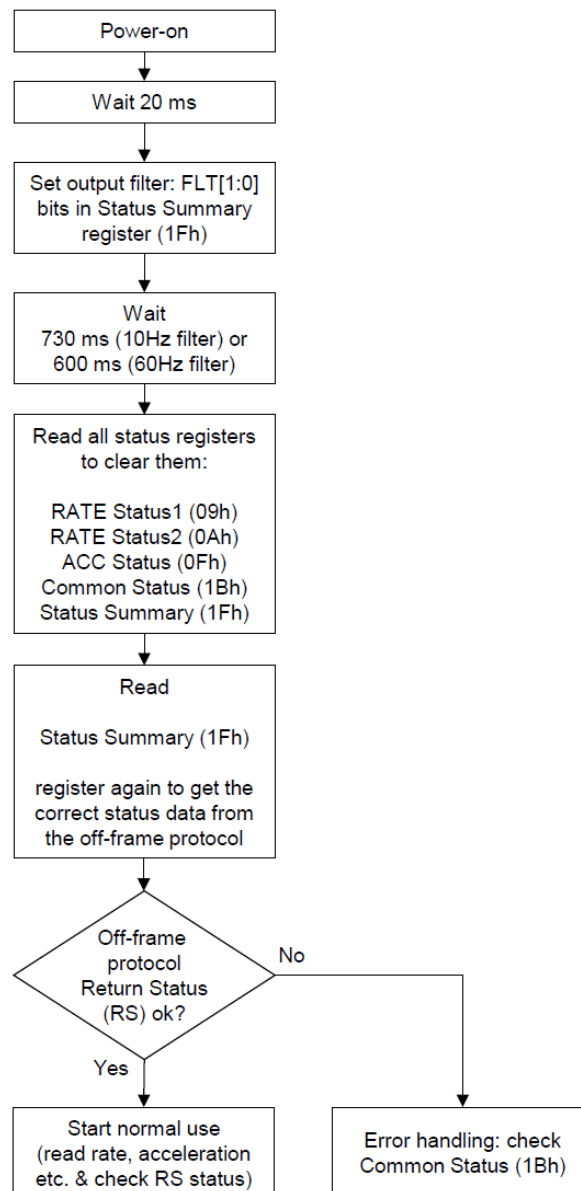 Power-on
Wait 20 ms
Set output filter: FLT[1:0]
bits in Status Summary
register (1Fh)
Wait
730 ms (10Hz filter) or
600 ms (60Hz filter)
Read all status registers
to clear them:
RATE Status1 (09h)
RATE Status2 (0Ah)
ACC Status (0Fh)
Common Status (1Bh)
Status Summary (1Fh)
Read
Status Summary (1Fh)
register again to get the
correct status data from
the off-frame protocol
Off-frame
protocol
Return Status
(RS) ok?
No
Yes
Start normal use
(read rate, acceleration
etc. & check RS status)
Error handling: check
Common Status (1Bh)